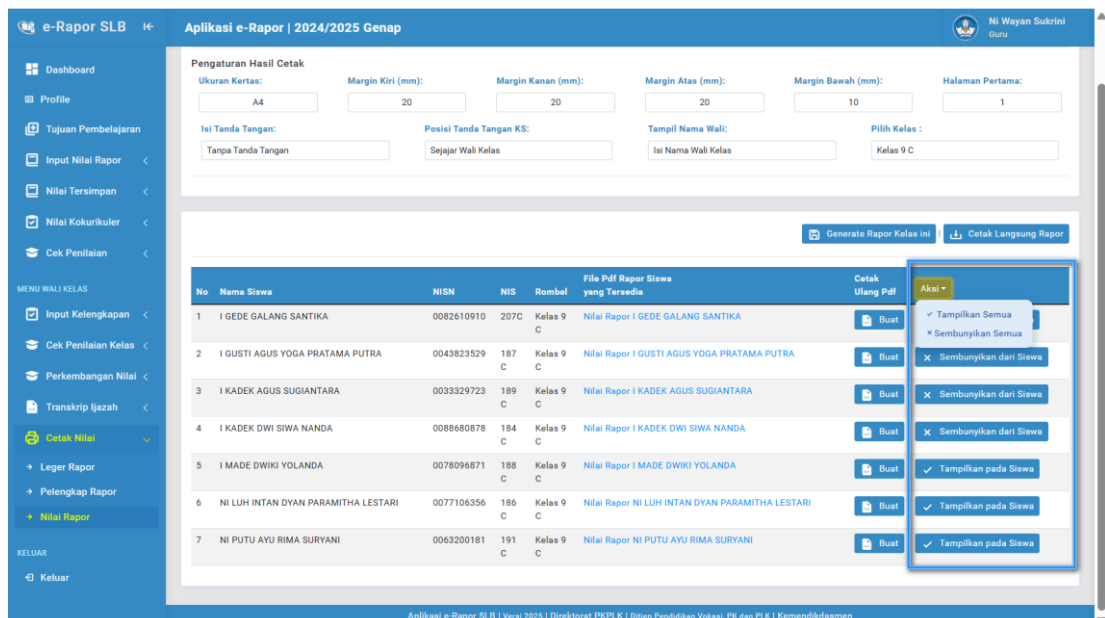 e-Rapor SLB
Aplikasi e-Rapor | 2024/2025 Genap
Ni Wayan Sukrini
Guru
Dashboard
Profile
Tujuan Pembelajaran
Input Nilai Rapor
Nilai Tersimpan
Nilai Kokurikuler
Cek Penilaian
MENU WALI KELAS
Input Kelengkapan
Cek Penilaian Kelas
Perkembangan Nilai
Transkrip Ijazah
Cetak Nilai
Leger Rapor
Pelengkap Rapor
Nilai Rapor
KELUAR
Keluar
Pengaturan Hasil Cetak
Ukuran Kertas: Margin Kiri (mm): Margin Kanan (mm): Margin Atas (mm): Margin Bawah (mm): Halaman Pertama:
A4 20 20 20 10 1
Isi Tanda Tangan: Posisi Tanda Tangan KS: Tampil Nama Wali: Pilih Kelas :
Tanpa Tanda Tangan Sejajar Wali Kelas Isi Nama Wali Kelas Kelas 9 C
Generate Rapor Kelas ini | Cetak Langsung Rapor
File Pdf Rapor Siswa Cetak
No Nama Siswa NISN NIS Rombel yang Tersedia Ulang Pdf Aksi
1 I GEDE GALANG SANTIKA 0082610910 207C Kelas 9 Nilai Rapor I GEDE GALANG SANTIKA Buat
C
Tampilkan Semua
Sembunyikan Semua
2 I GUSTI AGUS YOGA PRATAMA PUTRA 0043823529 187 Kelas 9 Nilai Rapor I GUSTI AGUS YOGA PRATAMA PUTRA Buat Sembunyikan dari Siswa
C C
3 I KADEK AGUS SUGIANTARA 0033329723 189 Kelas 9 Nilai Rapor I KADEK AGUS SUGIANTARA Buat Sembunyikan dari Siswa
C C
4 I KADEK DWI SIWA NANDA 0088680878 184 Kelas 9 Nilai Rapor I KADEK DWI SIWA NANDA Buat Sembunyikan dari Siswa
C C
5 I MADE DWIKI YOLANDA 0078096871 188 Kelas 9 Nilai Rapor I MADE DWIKI YOLANDA Buat Tampilkan pada Siswa
C C
6 NI LUH INTAN DYAN PARAMITHA LESTARI 0077106356 186 Kelas 9 Nilai Rapor NI LUH INTAN DYAN PARAMITHA LESTARI Buat Tampilkan pada Siswa
C C
7 NI PUTU AYU RIMA SURYANI 0063200181 191 Kelas 9 Nilai Rapor NI PUTU AYU RIMA SURYANI Buat Tampilkan pada Siswa
C C
Aplikasi e-Rapor SLB | Versi 2025 | Direktorat PKPLK | Ditjen Pendidikan Vokasi, PK dan PLK | Kemendikdasmen